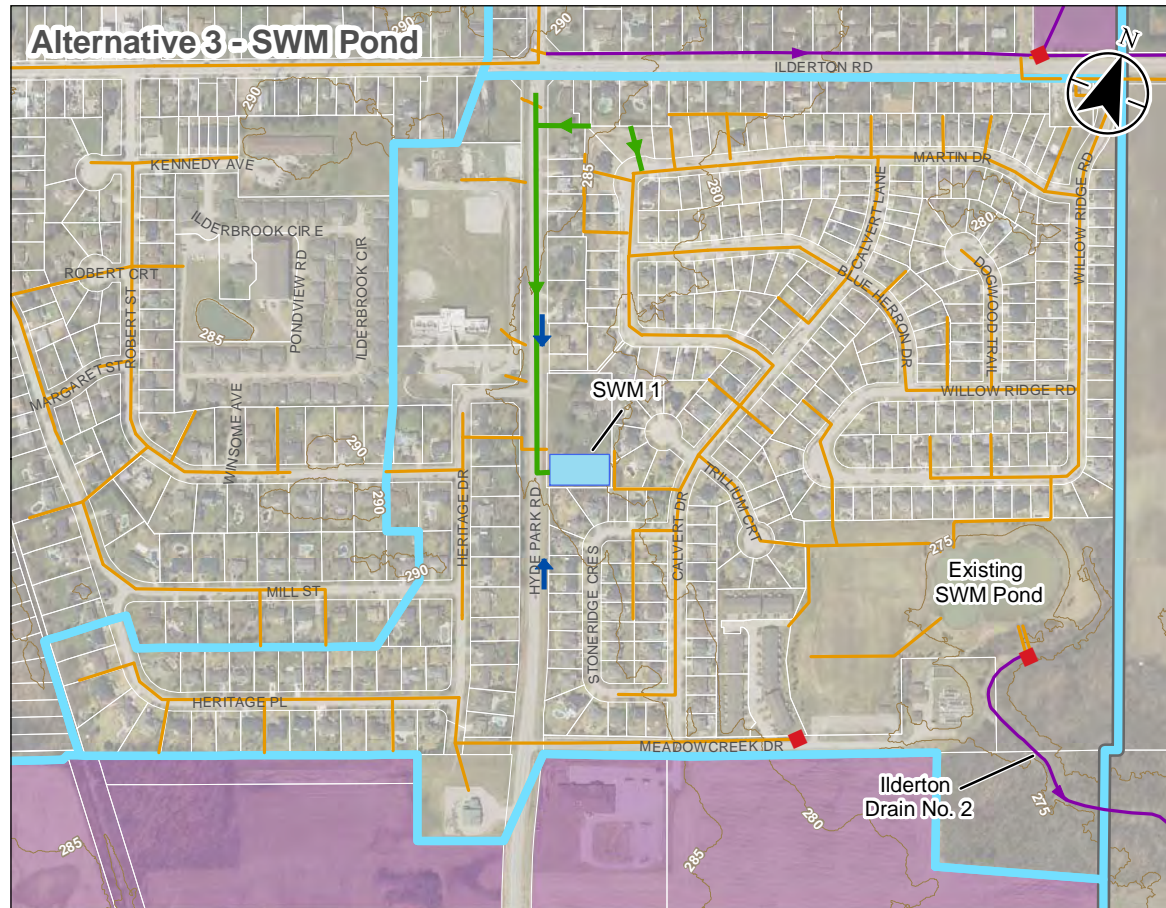 Alternative 3 - SWM Pond
290
290
N
ILDERTON RD
KENNEDY AVE
285
MARTIN DR
280
CALVERT LANE
WILLOW RIDGE RD
ILDERBROOK CIR E
280
ROBERT CRT
ROBERT ST
PONDVIEW RD
ILDERBROOK CIR
BLUE HERRON DR
DOGWOOD TRAIL
285
MARGARET ST
WINSOME AVE
SWM 1
WILLOW RIDGE RD
290
HERITAGE DR
TRILLIUM CRT
290
HYDE PARK RD
CALVERT DR
275
290
STONERIDGE CRES
Existing
SWM Pond
MILL ST
HERITAGE PL
MEADOWCREEK DR
Ilderton
Drain No. 2
275
280
285
285